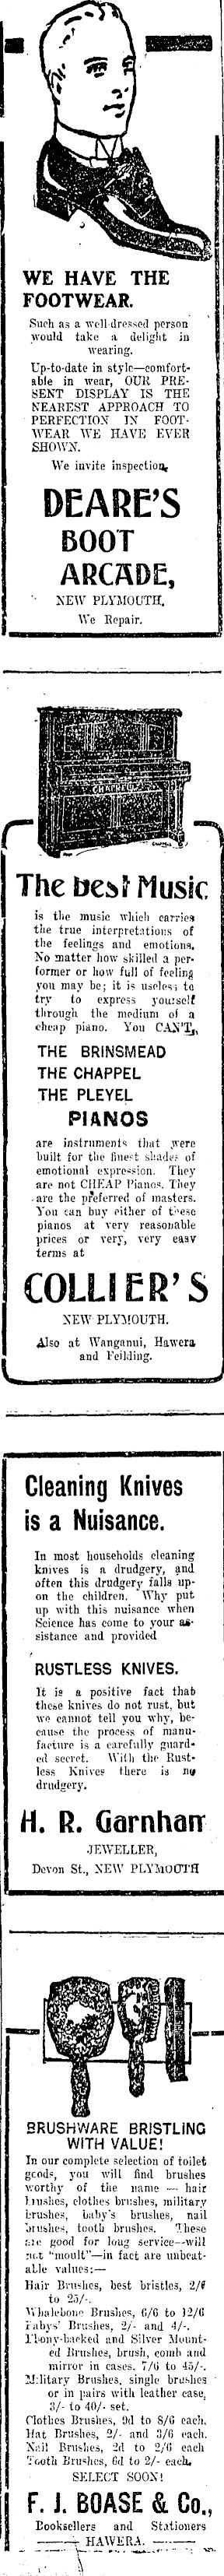 WE HAVE THE
FOOTWEAR.
Such as a well-dressed person
would take a delight in
wearing.
Up-to-date in style—comfort-
able in wear, OUR PRE-
SENT DISPLAY IS THE
NEAREST APPROACH TO
PERFECTION IN FOOT-
WEAR WE HAVE EVER
SHOWN.
We invite inspection.
DEARE'S
BOOT
ARCADE,
NEW PLYMOUTH.
We Repair.
CHAPPELL
The best Music
is the music which carries
the true interpretations of
the feelings and emotions.
No matter how skilled a per-
former or how full of feeling
you may be; it is useless to
try to express yourself
through the medium of a
cheap piano. You CAN'T.
THE BRINSMEAD
THE CHAPPEL
THE PLEYEL
PIANOS
are instruments that were
built for the finest shades of
emotional expression. They
are not CHEAP Pianos. They
are the preferred of masters.
You can buy either of these
pianos at very reasonable
prices or very, very easy
terms at
COLLIER'S
NEW PLYMOUTH.
Also at Wanganui, Hawera
and Feilding.
Cleaning Knives
is a Nuisance.
In most households cleaning
knives is a drudgery, and
often this drudgery falls up-
on the children. Why put
up with this nuisance when
Science has come to your as-
sistance and provided
RUSTLESS KNIVES.
It is a positive fact that
these knives do not rust, but
we cannot tell you why, be-
cause the process of manu-
facture is a carefully guard-
ed secret. With the Rust-
less Knives there is no
drudgery.
H. R. Garnham
JEWELLER,
Devon St., NEW PLYMOUTH
BRUSHWARE BRISTLING
WITH VALUE!
In our complete selection of toilet
goods, you will find brushes
worthy of the name — hair
brushes, clothes brushes, military
brushes, baby's brushes, nail
brushes, tooth brushes. These
are good for long service—will
not "moult"—in fact are unbeat-
able values:—
Hair Brushes, best bristles, 2/6
to 25/-.
Whalebone Brushes, 6/6 to 12/6
Babys' Brushes, 2/- and 4/-.
Ebony-backed and Silver Mount-
ed Brushes, brush, comb and
mirror in cases, 7/6 to 45/-.
Military Brushes, single brushes
or in pairs with leather case,
3/- to 40/- set.
Clothes Brushes, 9d to 8/6 each.
Hat Brushes, 2/- and 3/6 each.
Nail Brushes, 2d to 2/6 each
Tooth Brushes, 6d to 2/- each.
SELECT SOON!
F. J. BOASE & Co.,
Booksellers and Stationers
HAWERA.